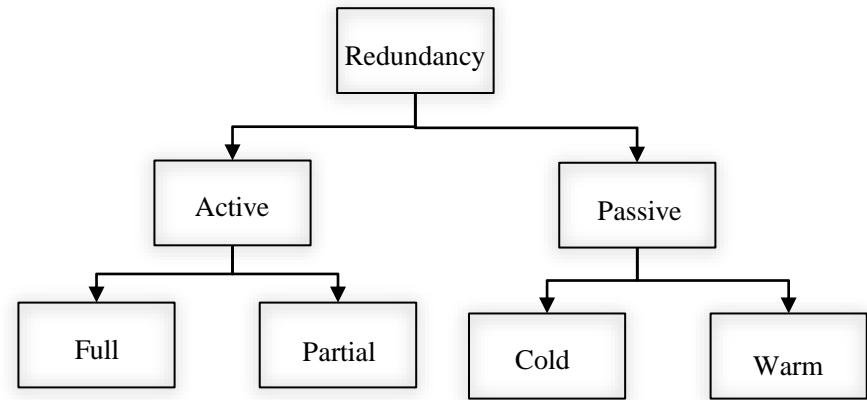 Redundancy
Active
Passive
Full
Partial
Cold
Warm